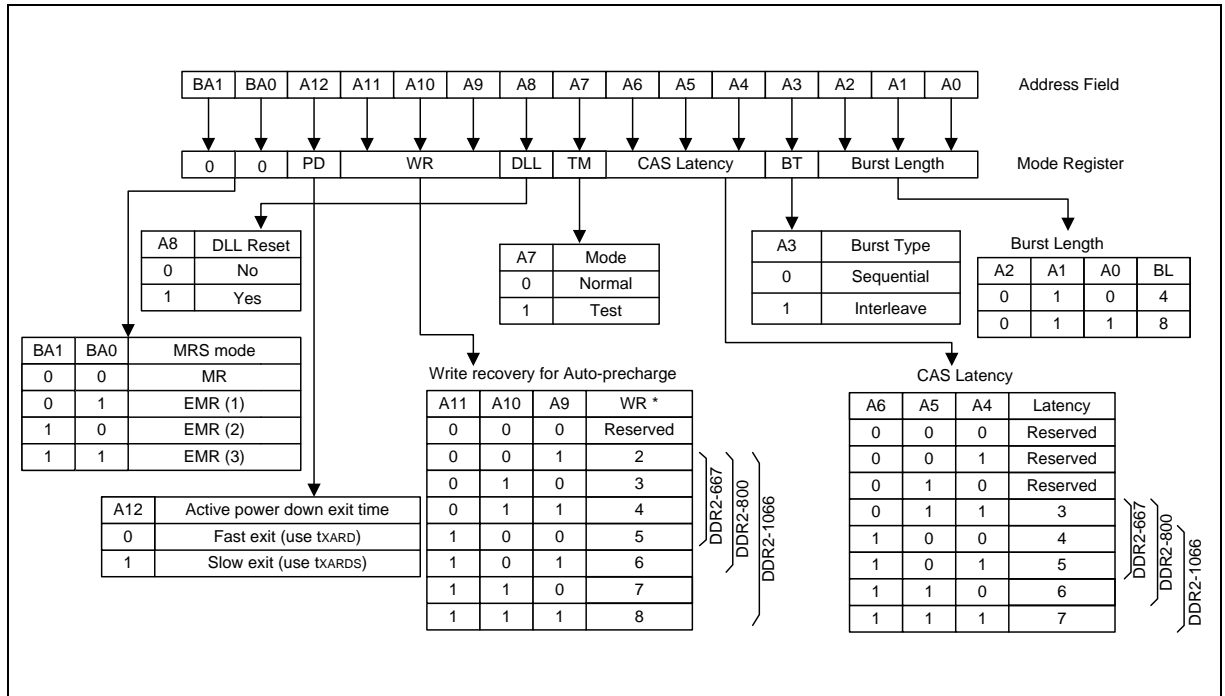 BA1 BA0 A12 A11 A10 A9 A8 A7 A6 A5 A4 A3 A2 A1 A0 Address Field
0 0 PD WR DLL TM CAS Latency BT Burst Length Mode Register
A8 DLL Reset
0 No
1 Yes
A7 Mode
0 Normal
1 Test
A3 Burst Type
0 Sequential
1 Interleave
Burst Length
A2 A1 A0 BL
0 1 0 4
0 1 1 8
BA1 BA0 MRS mode
0 0 MR
0 1 EMR (1)
1 0 EMR (2)
1 1 EMR (3)
A12 Active power down exit time
0 Fast exit (use tXARD)
1 Slow exit (use tXARDS)
Write recovery for Auto-precharge
A11 A10 A9 WR *
0 0 0 Reserved
0 0 1 2
0 1 0 3
0 1 1 4
1 0 0 5
1 0 1 6
1 1 0 7
1 1 1 8
DDR2-667
DDR2-800
DDR2-1066
CAS Latency
A6 A5 A4 Latency
0 0 0 Reserved
0 0 1 Reserved
0 1 0 Reserved
0 1 1 3
1 0 0 4
1 0 1 5
1 1 0 6
1 1 1 7
DDR2-667
DDR2-800
DDR2-1066